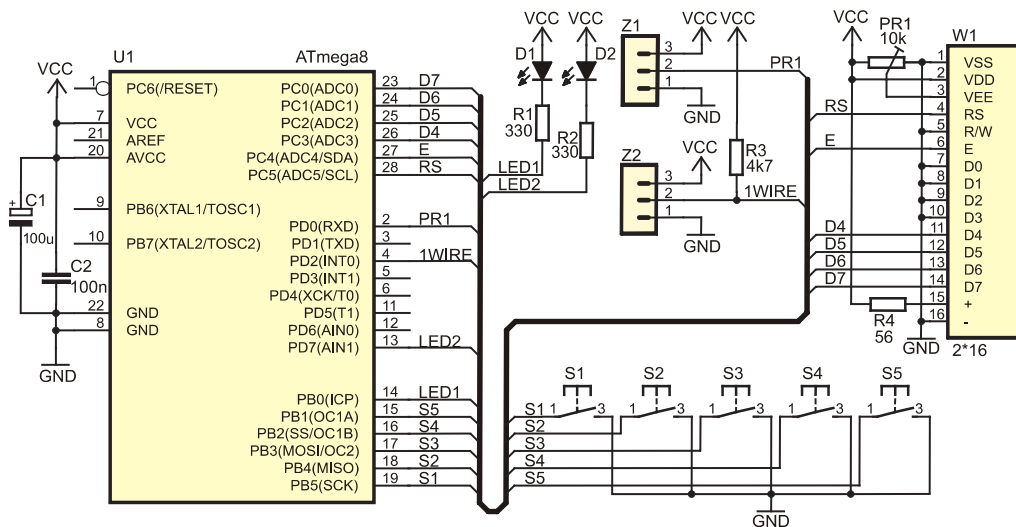 U1 ATmega8
VCC
1 PC6(/RESET)
7 VCC
21 AREF
20 AVCC
9 PB6(XTAL1/TOSC1)
10 PB7(XTAL2/TOSC2)
22 GND
8 GND
+ C1
100u
C2
100n
GND
PC0(ADC0) 23 D7
PC1(ADC1) 24 D6
PC2(ADC2) 25 D5
PC3(ADC3) 26 D4
PC4(ADC4/SDA) 27 E
PC5(ADC5/SCL) 28 RS
PD0(RXD) 2 PR1
PD1(TXD) 3
PD2(INT0) 4 1WIRE
PD3(INT1) 5
PD4(XCK/T0) 6
PD5(T1) 11
PD6(AIN0) 12
PD7(AIN1) 13 LED2
PB0(ICP) 14 LED1
PB1(OC1A) 15 S5
PB2(SS/OC1B) 16 S4
PB3(MOSI/OC2) 17 S3
PB4(MISO) 18 S2
PB5(SCK) 19 S1
VCC VCC
D1 D2
R1
330
R2
330
LED1
LED2
Z1 VCC VCC
3
2 PR1
1
GND
R3
4k7
Z2 VCC
3
2 1WIRE
1
GND
VCC PR1
10k
W1
RS
E
D4
D5
D6
D7
1 VSS
2 VDD
3 VEE
4 RS
5 R/W
6 E
7 D0
8 D1
9 D2
10 D3
11 D4
12 D5
13 D6
14 D7
15 +
16 -
R4
56
GND
2*16
S1 S2 S3 S4 S5
S1 1 3 1 3 1 3 1 3 1 3
S2
S3
S4
S5
GND